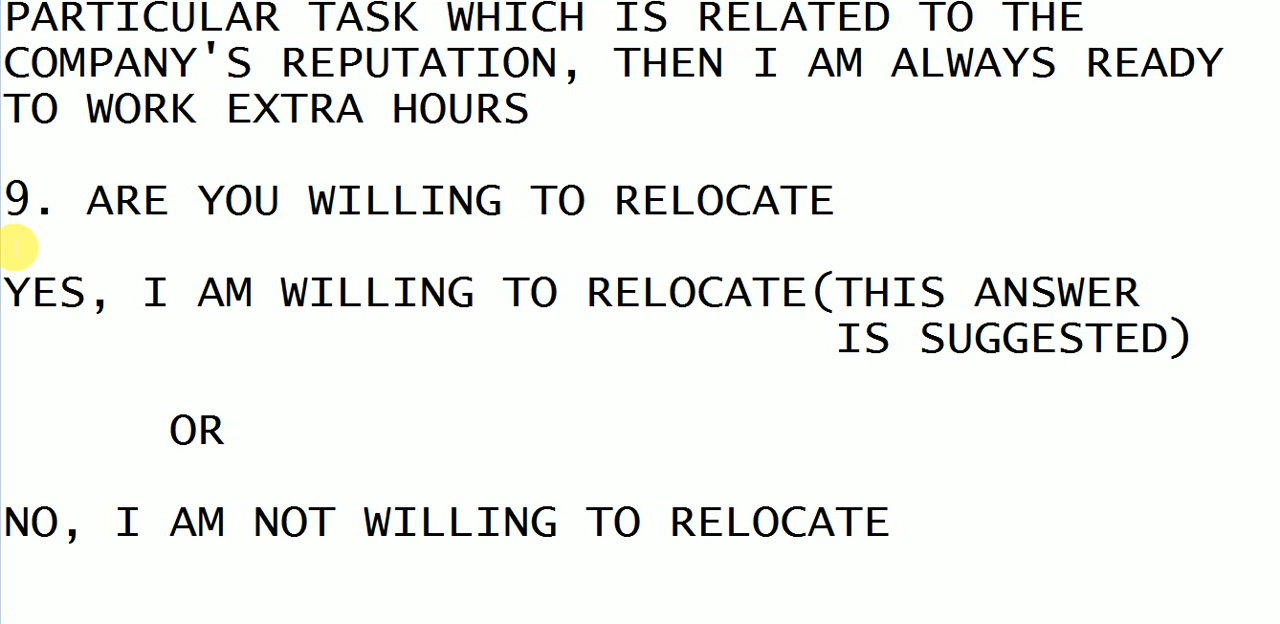 PARTICULAR TASK WHICH IS RELATED TO THE
COMPANY'S REPUTATION, THEN I AM ALWAYS READY
TO WORK EXTRA HOURS
9. ARE YOU WILLING TO RELOCATE
YES, I AM WILLING TO RELOCATE(THIS ANSWER
IS SUGGESTED)
OR
NO, I AM NOT WILLING TO RELOCATE